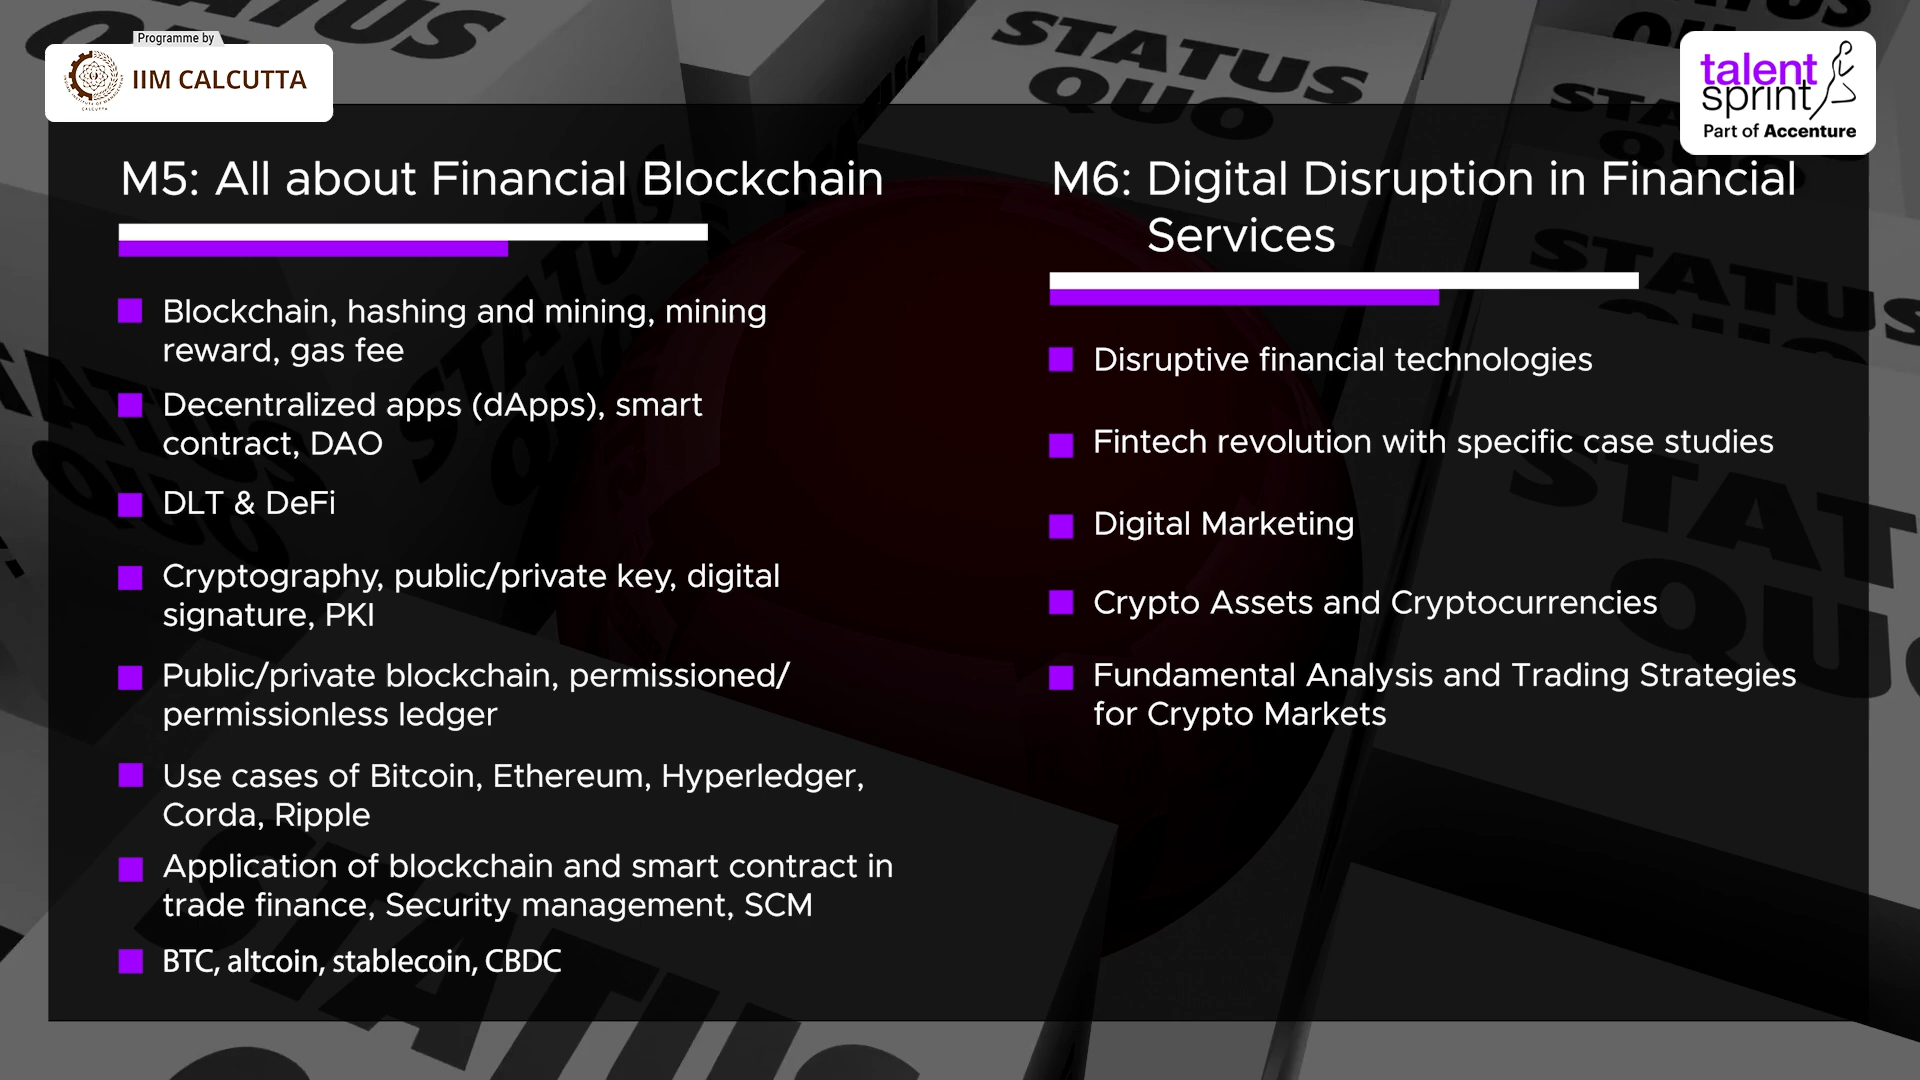 Programme by
IIM CALCUTTA
STATUS
QUO
talent
sprint
Part of Accenture
M5: All about Financial Blockchain
Blockchain, hashing and mining, mining
reward, gas fee
Decentralized apps (dApps), smart
contract, DAO
DLT & DeFi
Cryptography, public/private key, digital
signature, PKI
Public/private blockchain, permissioned/
permissionless ledger
Use cases of Bitcoin, Ethereum, Hyperledger,
Corda, Ripple
Application of blockchain and smart contract in
trade finance, Security management, SCM
BTC, altcoin, stablecoin, CBDC
M6: Digital Disruption in Financial
Services
Disruptive financial technologies
Fintech revolution with specific case studies
Digital Marketing
Crypto Assets and Cryptocurrencies
Fundamental Analysis and Trading Strategies
for Crypto Markets
STATUS
QUO
STATUS